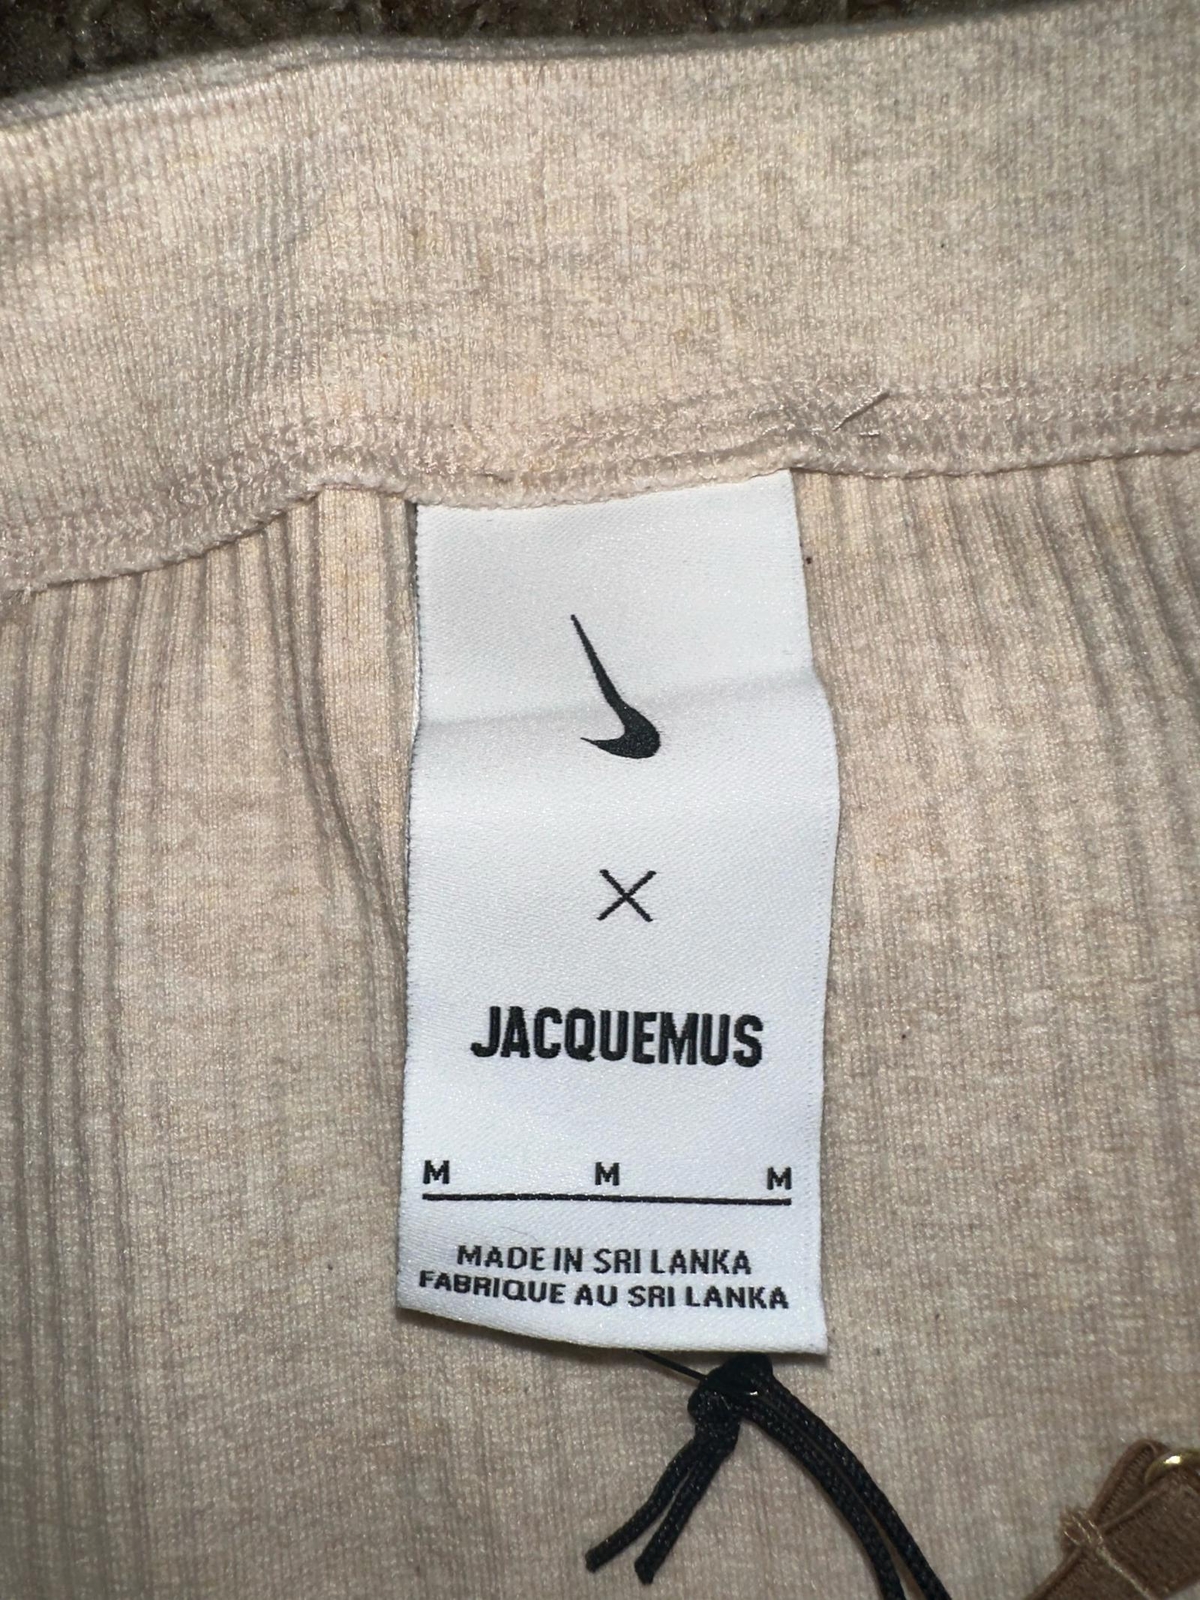 ×
JACQUEMUS
M M M
MADE IN SRI LANKA
FABRIQUE AU SRI LANKA